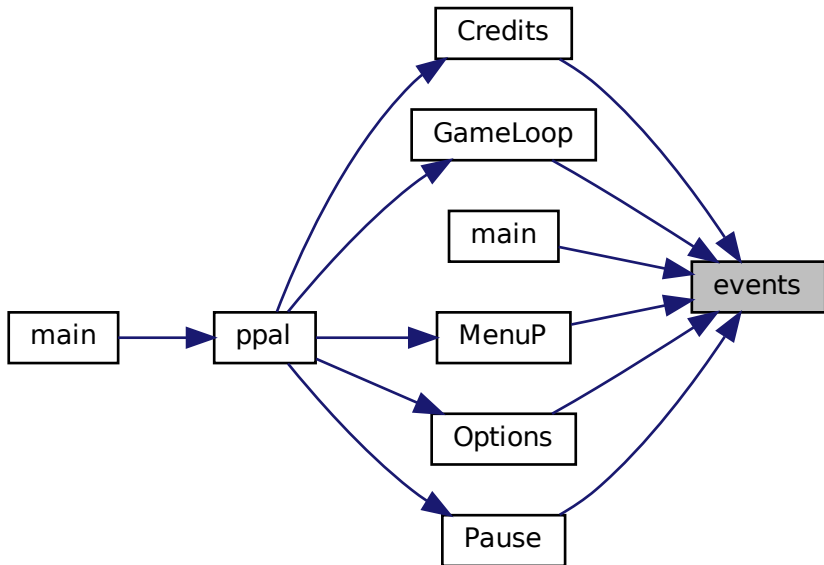 Credits
GameLoop
main
events
main
ppal
MenuP
Options
Pause